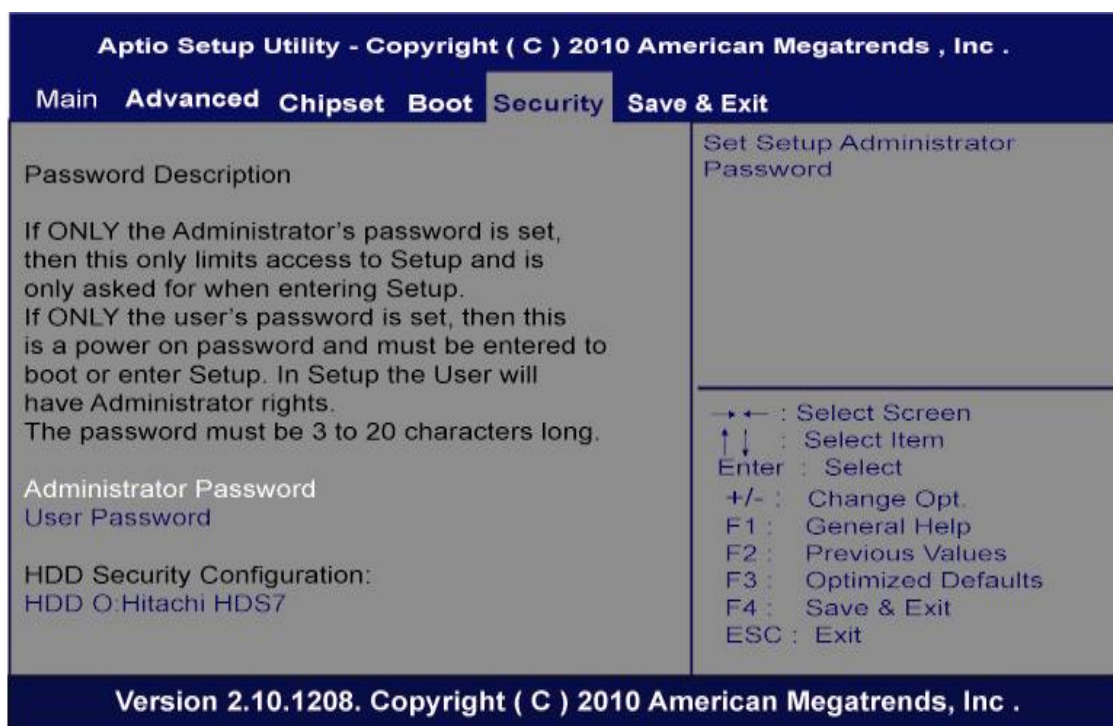 Aptio Setup Utility - Copyright ( C ) 2010 American Megatrends , Inc .
Main Advanced Chipset Boot Security Save & Exit
Password Description
If ONLY the Administrator's password is set,
then this only limits access to Setup and is
only asked for when entering Setup.
If ONLY the user's password is set, then this
is a power on password and must be entered to
boot or enter Setup. In Setup the User will
have Administrator rights.
The password must be 3 to 20 characters long.
Administrator Password
User Password
HDD Security Configuration:
HDD O:Hitachi HDS7
Set Setup Administrator
Password
→ ← : Select Screen
↑ ↓ : Select Item
Enter : Select
+/- : Change Opt.
F1 : General Help
F2 : Previous Values
F3 : Optimized Defaults
F4 : Save & Exit
ESC : Exit
Version 2.10.1208. Copyright ( C ) 2010 American Megatrends, Inc .